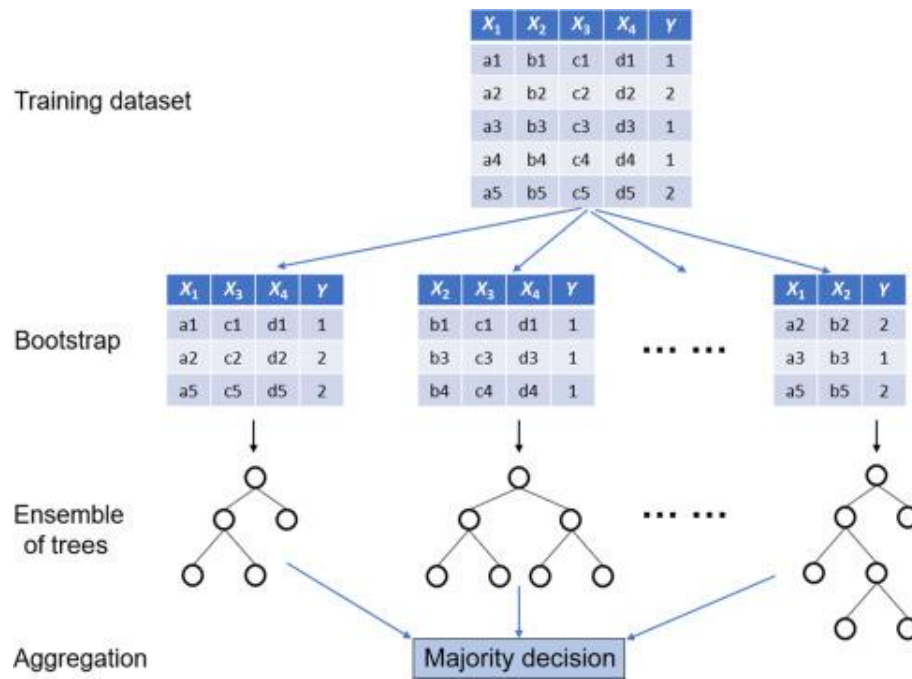 X₁ X₂ X₃ X₄ Y
a1 b1 c1 d1 1
Training dataset
a2 b2 c2 d2 2
a3 b3 c3 d3 1
a4 b4 c4 d4 1
a5 b5 c5 d5 2
X₁ X₃ X₄ Y
a1 c1 d1 1
a2 c2 d2 2
a5 c5 d5 2
X₂ X₃ X₄ Y
b1 c1 d1 1
b3 c3 d3 1
b4 c4 d4 1
... ...
X₁ X₂ Y
a2 b2 2
a3 b3 1
a5 b5 2
Bootstrap
Ensemble
of trees
... ...
Aggregation
Majority decision